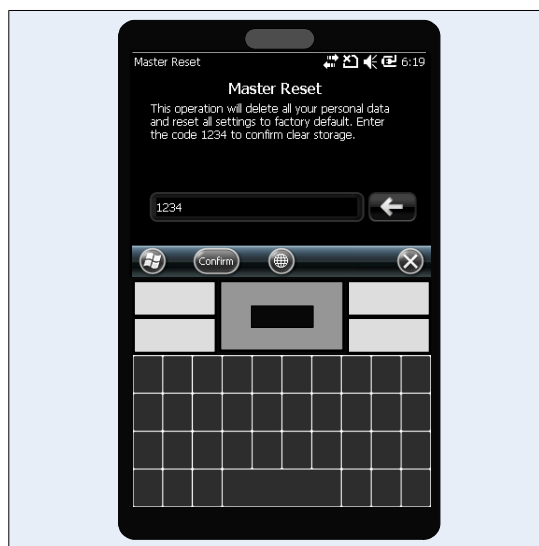 Master Reset 6:19
Master Reset
This operation will delete all your personal data
and reset all settings to factory default. Enter
the code 1234 to confirm clear storage.
1234
Confirm